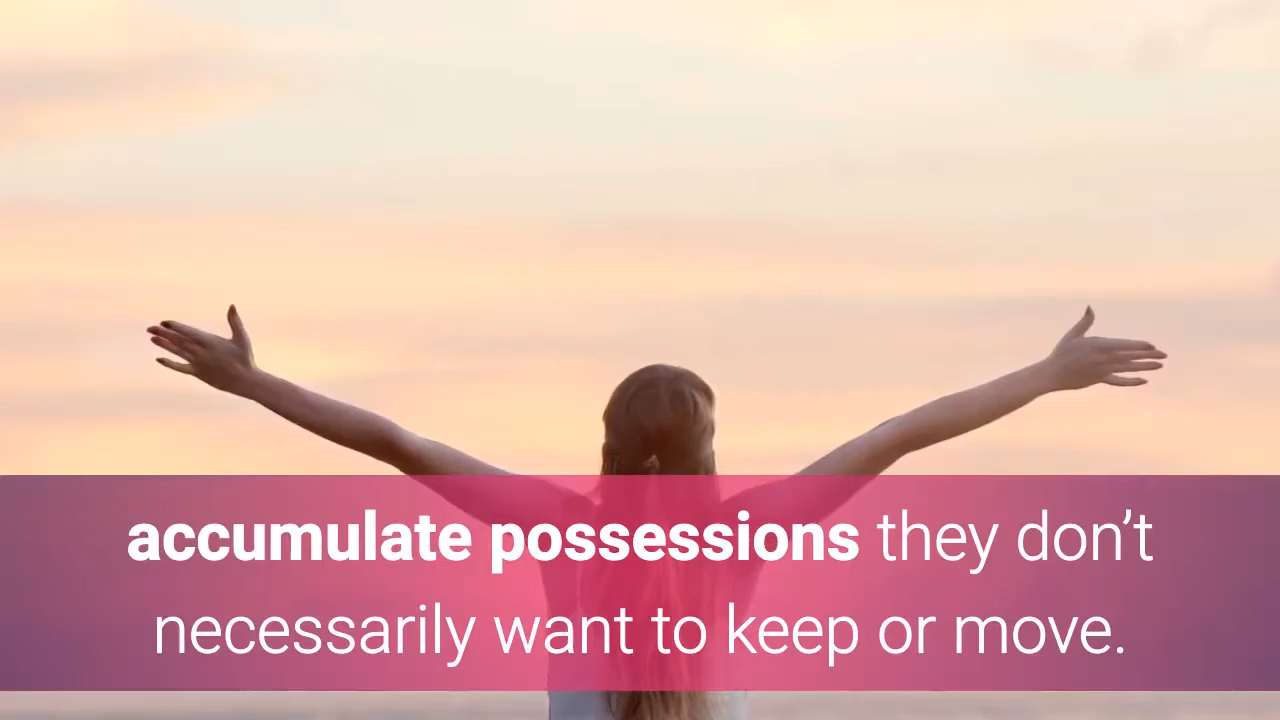 accumulate possessions they don’t
necessarily want to keep or move.